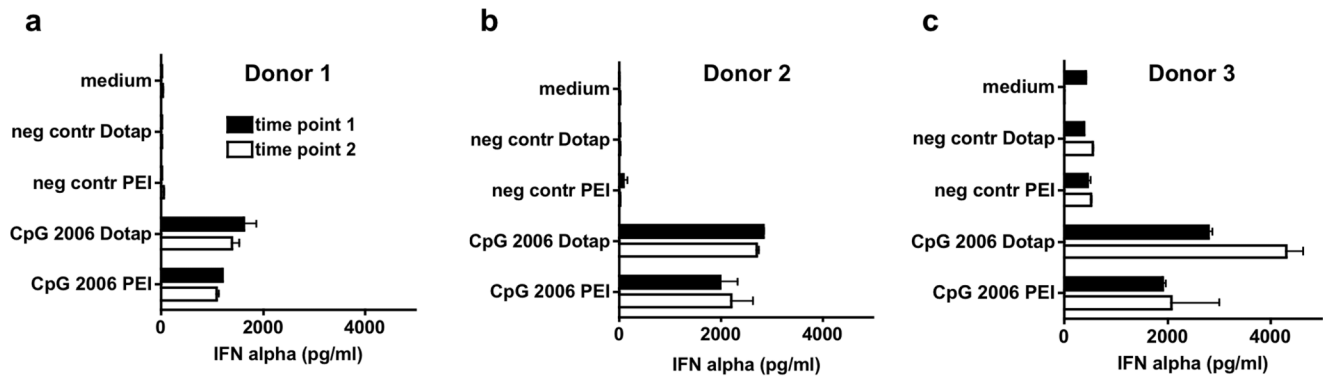 a
Donor 1
medium
neg contr Dotap
neg contr PEI
CpG 2006 Dotap
CpG 2006 PEI
time point 1
time point 2
0 2000 4000
IFN alpha (pg/ml)
b
Donor 2
medium
neg contr Dotap
neg contr PEI
CpG 2006 Dotap
CpG 2006 PEI
0 2000 4000
IFN alpha (pg/ml)
c
Donor 3
medium
neg contr Dotap
neg contr PEI
CpG 2006 Dotap
CpG 2006 PEI
0 2000 4000
IFN alpha (pg/ml)